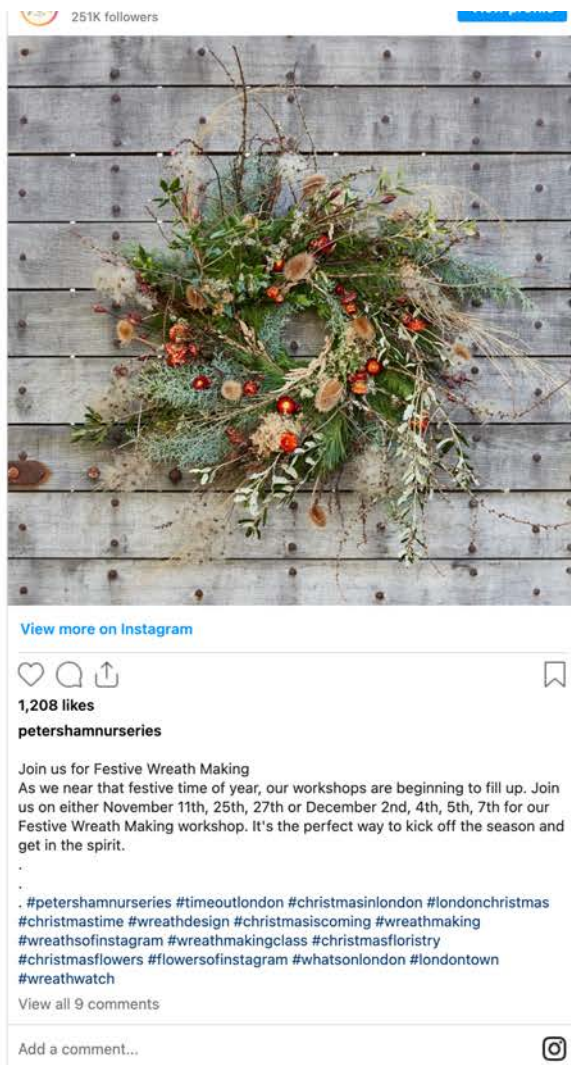 251K followers
View more on Instagram
1,208 likes
petershamnurseries
Join us for Festive Wreath Making
As we near that festive time of year, our workshops are beginning to fill up. Join
us on either November 11th, 25th, 27th or December 2nd, 4th, 5th, 7th for our
Festive Wreath Making workshop. It's the perfect way to kick off the season and
get in the spirit.
.
.
. #petershamnurseries #timeoutlondon #christmasinlondon #londonchristmas
#christmastime #wreathdesign #christmasiscoming #wreathmaking
#wreathsofinstagram #wreathmakingclass #christmasfloristry
#christmasflowers #flowersofinstagram #whatsonlondon #londontown
#wreathwatch
View all 9 comments
Add a comment...